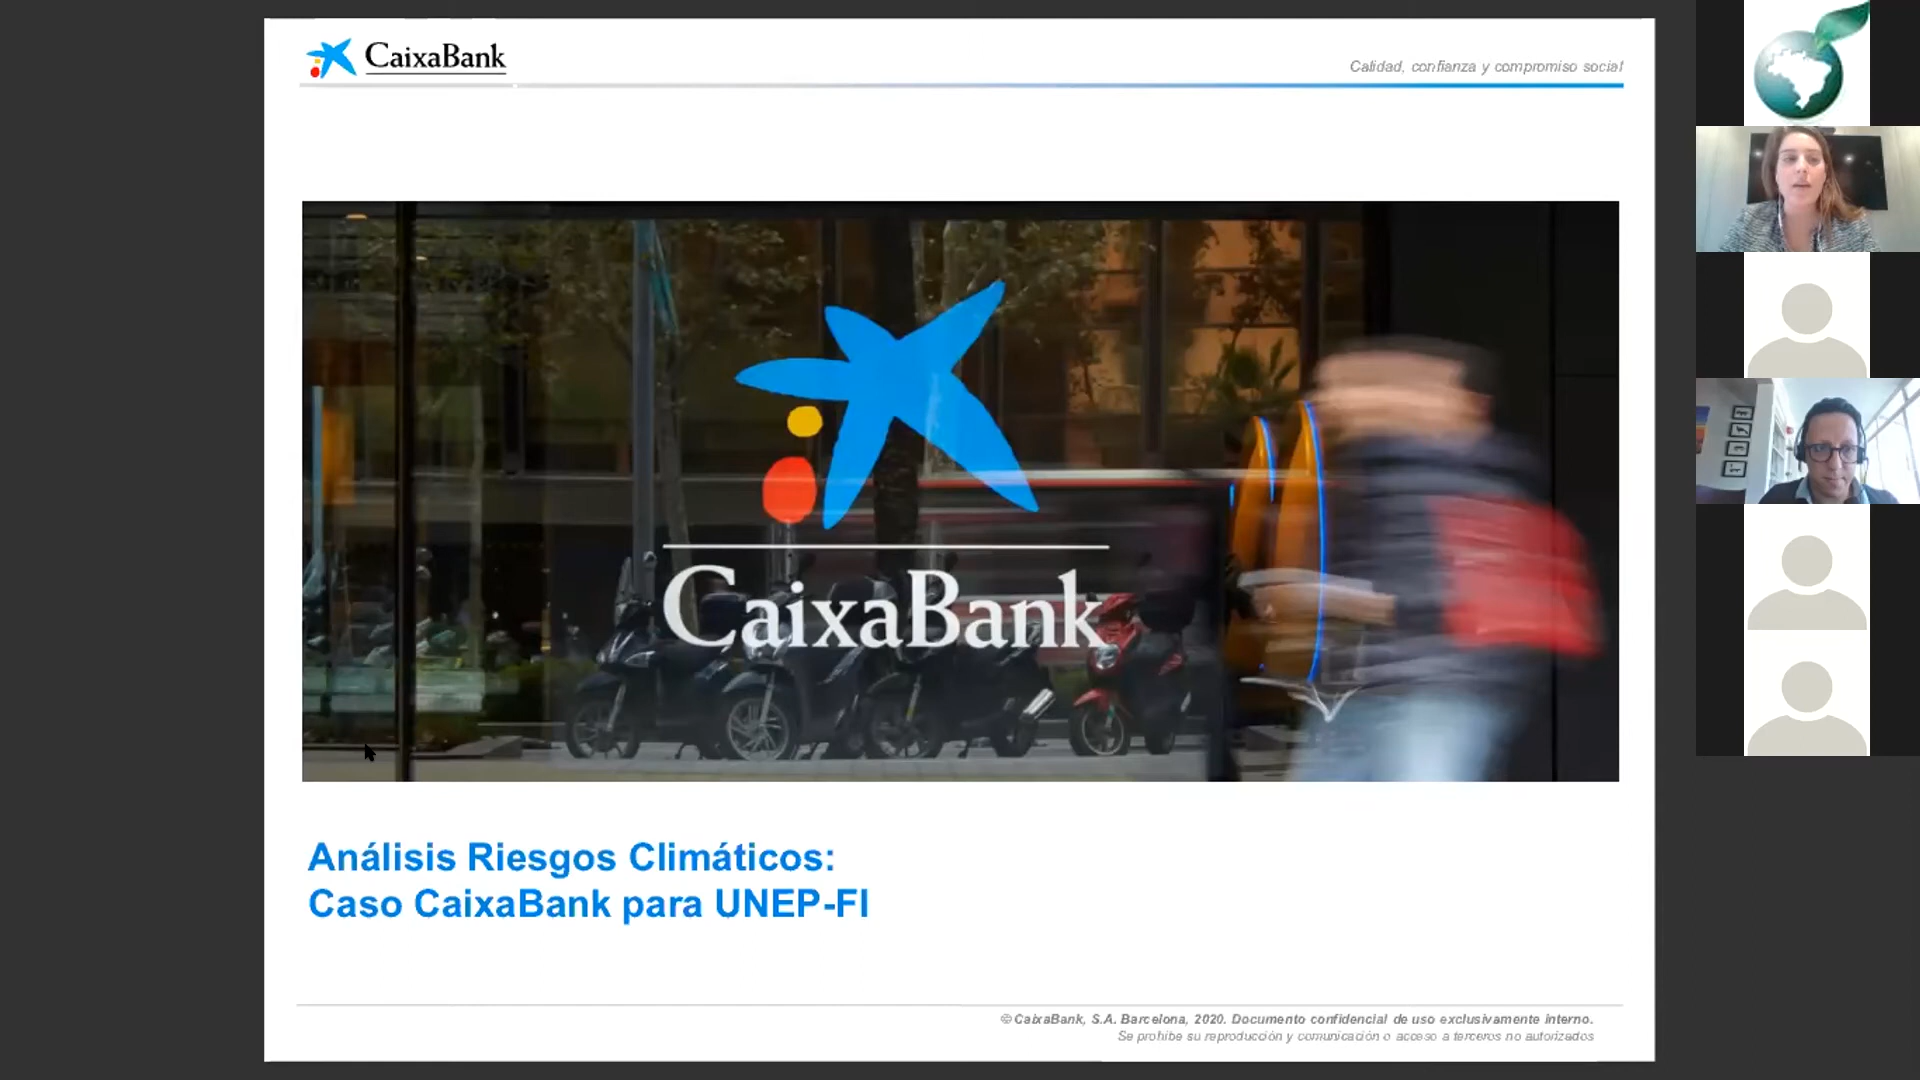 CaixaBank
Calidad, confianza y compromiso social
CaixaBank
Análisis Riesgos Climáticos:
Caso CaixaBank para UNEP-FI
© CaixaBank, S.A. Barcelona, 2020. Documento confidencial de uso exclusivamente interno.
Se prohíbe su reproducción y comunicación o acceso a terceros no autorizados